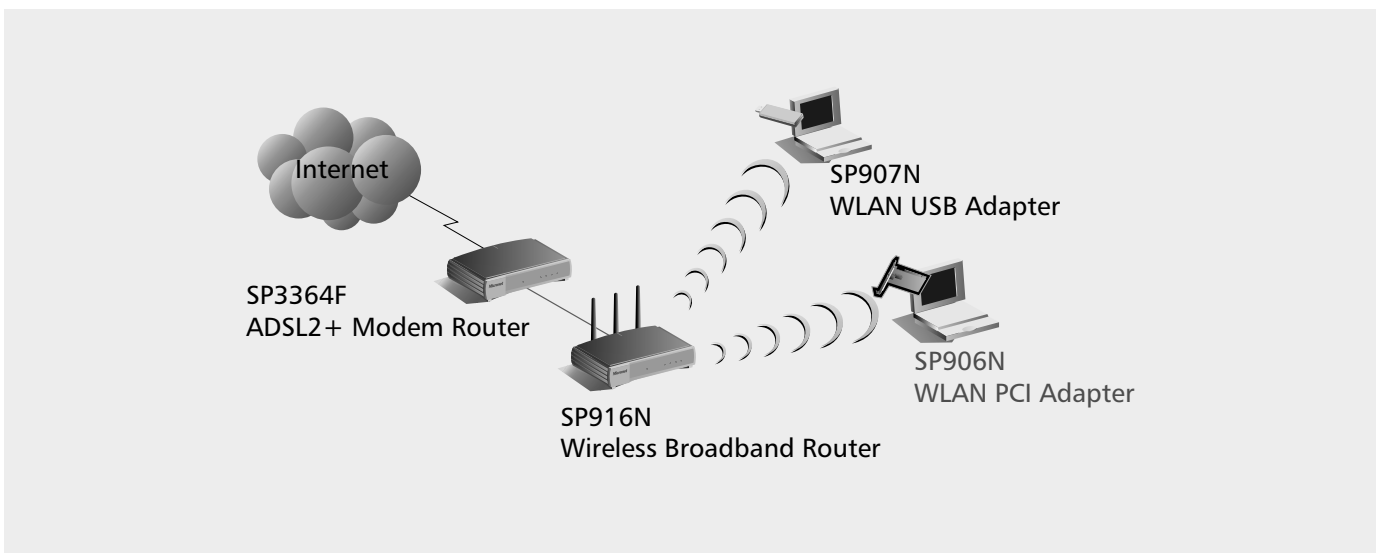 Internet
SP907N
WLAN USB Adapter
SP3364F
ADSL2+ Modem Router
SP906N
WLAN PCI Adapter
SP916N
Wireless Broadband Router